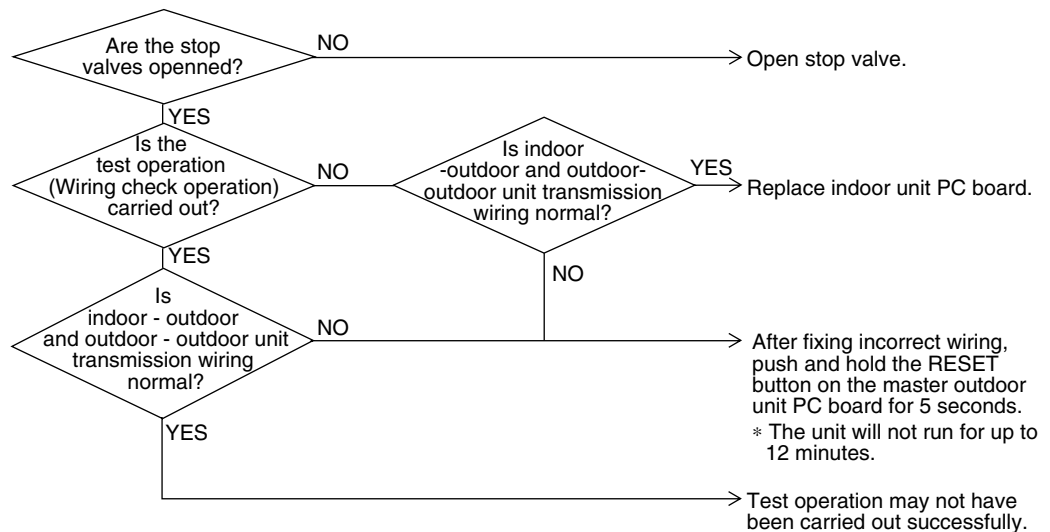 Are the stop
valves openned?
NO
Open stop valve.
YES
Is the
test operation
(Wiring check operation)
carried out?
NO
Is indoor
-outdoor and outdoor-
outdoor unit transmission
wiring normal?
YES
Replace indoor unit PC board.
YES
NO
Is
indoor - outdoor
and outdoor - outdoor unit
transmission wiring
normal?
NO
After fixing incorrect wiring,
push and hold the RESET
button on the master outdoor
unit PC board for 5 seconds.
* The unit will not run for up to
12 minutes.
YES
Test operation may not have
been carried out successfully.